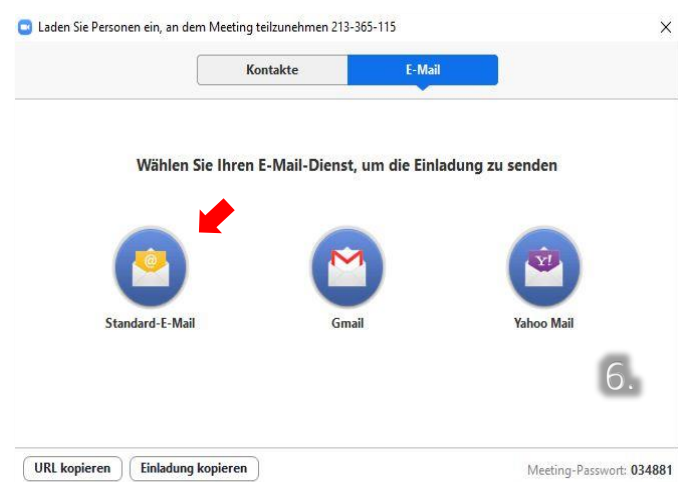 Laden Sie Personen ein, an dem Meeting teilzunehmen 213-365-115
Kontakte E-Mail
Wählen Sie Ihren E-Mail-Dienst, um die Einladung zu senden
@ Y!
Standard-E-Mail Gmail Yahoo Mail
6.
URL kopieren Einladung kopieren Meeting-Passwort: 034881